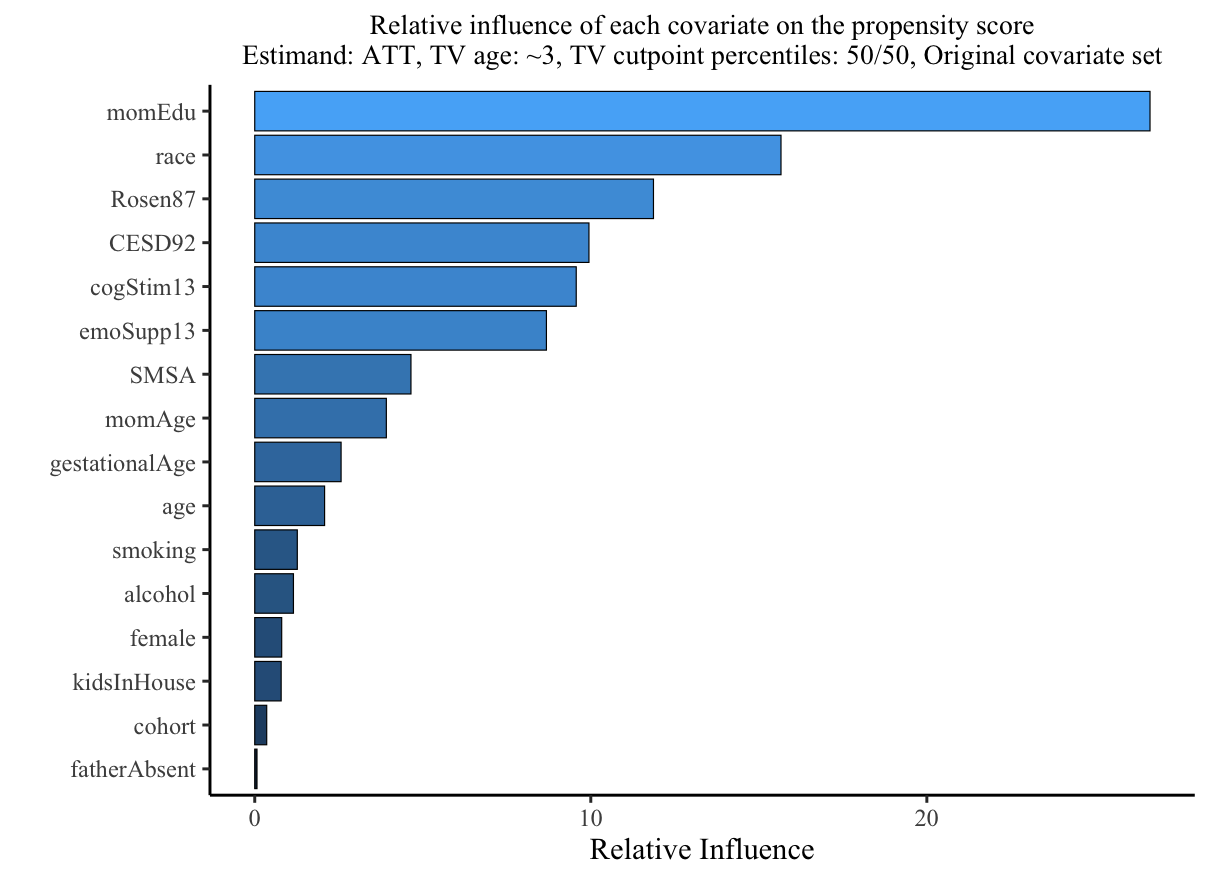 Relative influence of each covariate on the propensity score
Estimand: ATT, TV age: ~3, TV cutpoint percentiles: 50/50, Original covariate set
momEdu
race
Rosen87
CESD92
cogStim13
emoSupp13
SMSA
momAge
gestationalAge
age
smoking
alcohol
female
kidsInHouse
cohort
fatherAbsent
0 10 20
Relative Influence